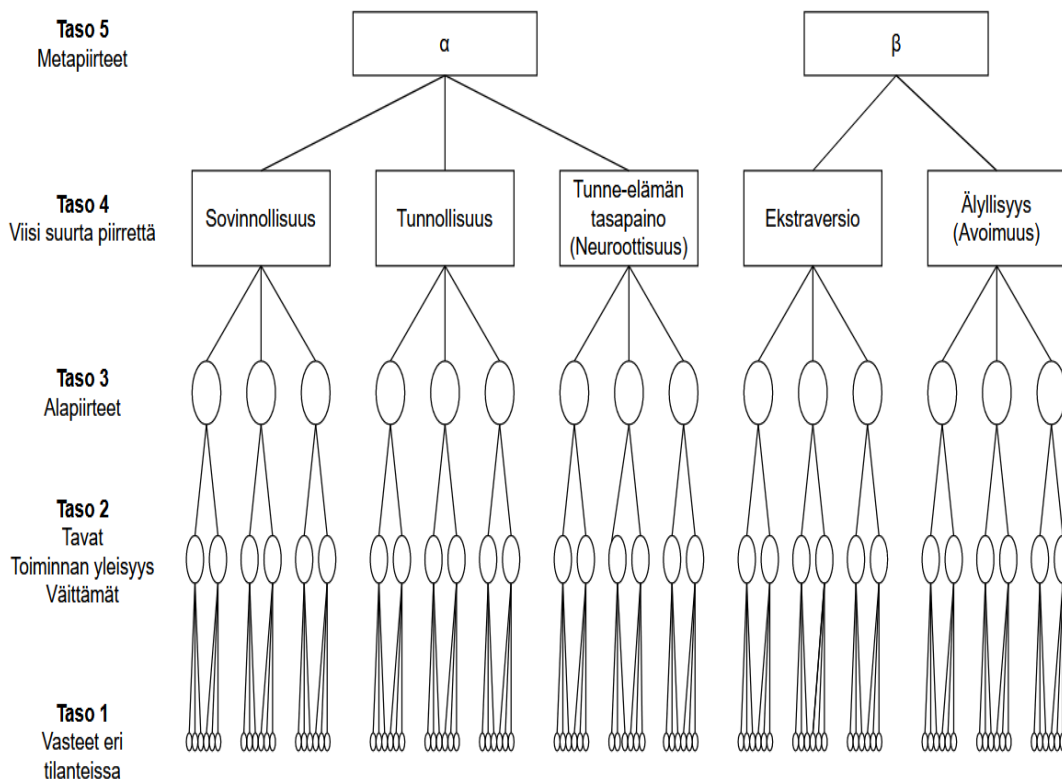 Taso 5
Metapiirteet
α
β
Taso 4
Viisi suurta piirrettä
Sovinnollisuus
Tunnollisuus
Tunne-elämän
tasapaino
(Neuroottisuus)
Ekstraversio
Älyllisyys
(Avoimuus)
Taso 3
Alapiirteet
Taso 2
Tavat
Toiminnan yleisyys
Väittämät
Taso 1
Vasteet eri
tilanteissa